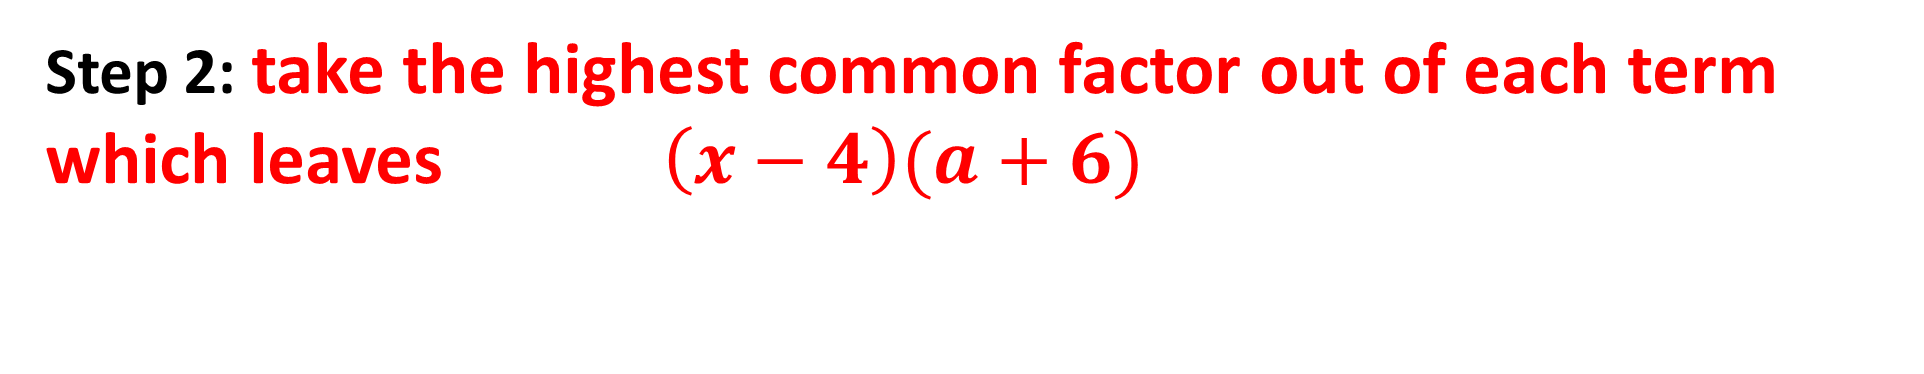 Step 2: take the highest common factor out of each term
which leaves (x − 4)(a + 6)